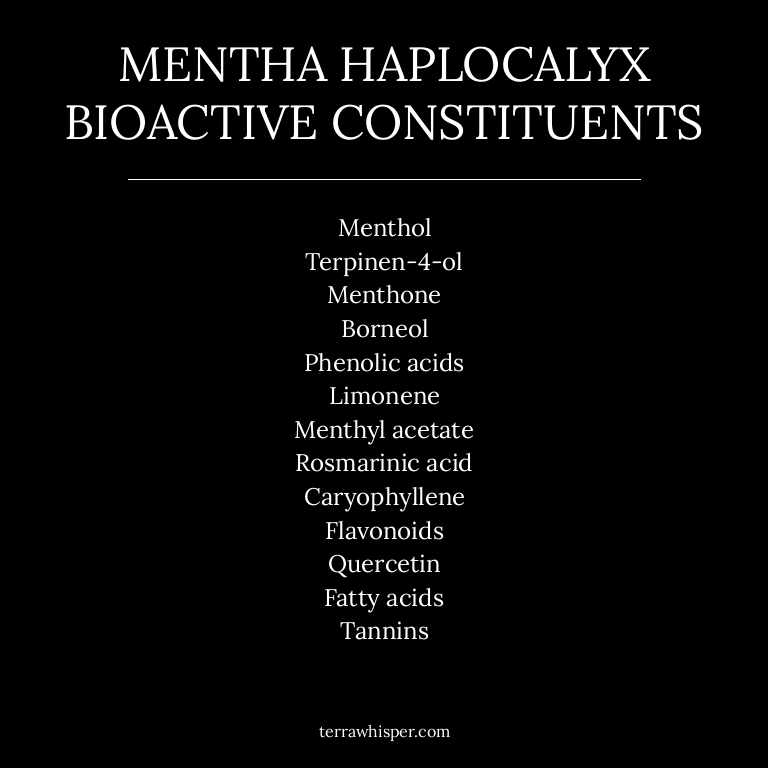 MENTHA HAPLOCALYX
BIOACTIVE CONSTITUENTS
Menthol
Terpinen-4-ol
Menthone
Borneol
Phenolic acids
Limonene
Menthyl acetate
Rosmarinic acid
Caryophyllene
Flavonoids
Quercetin
Fatty acids
Tannins
terrawhisper.com